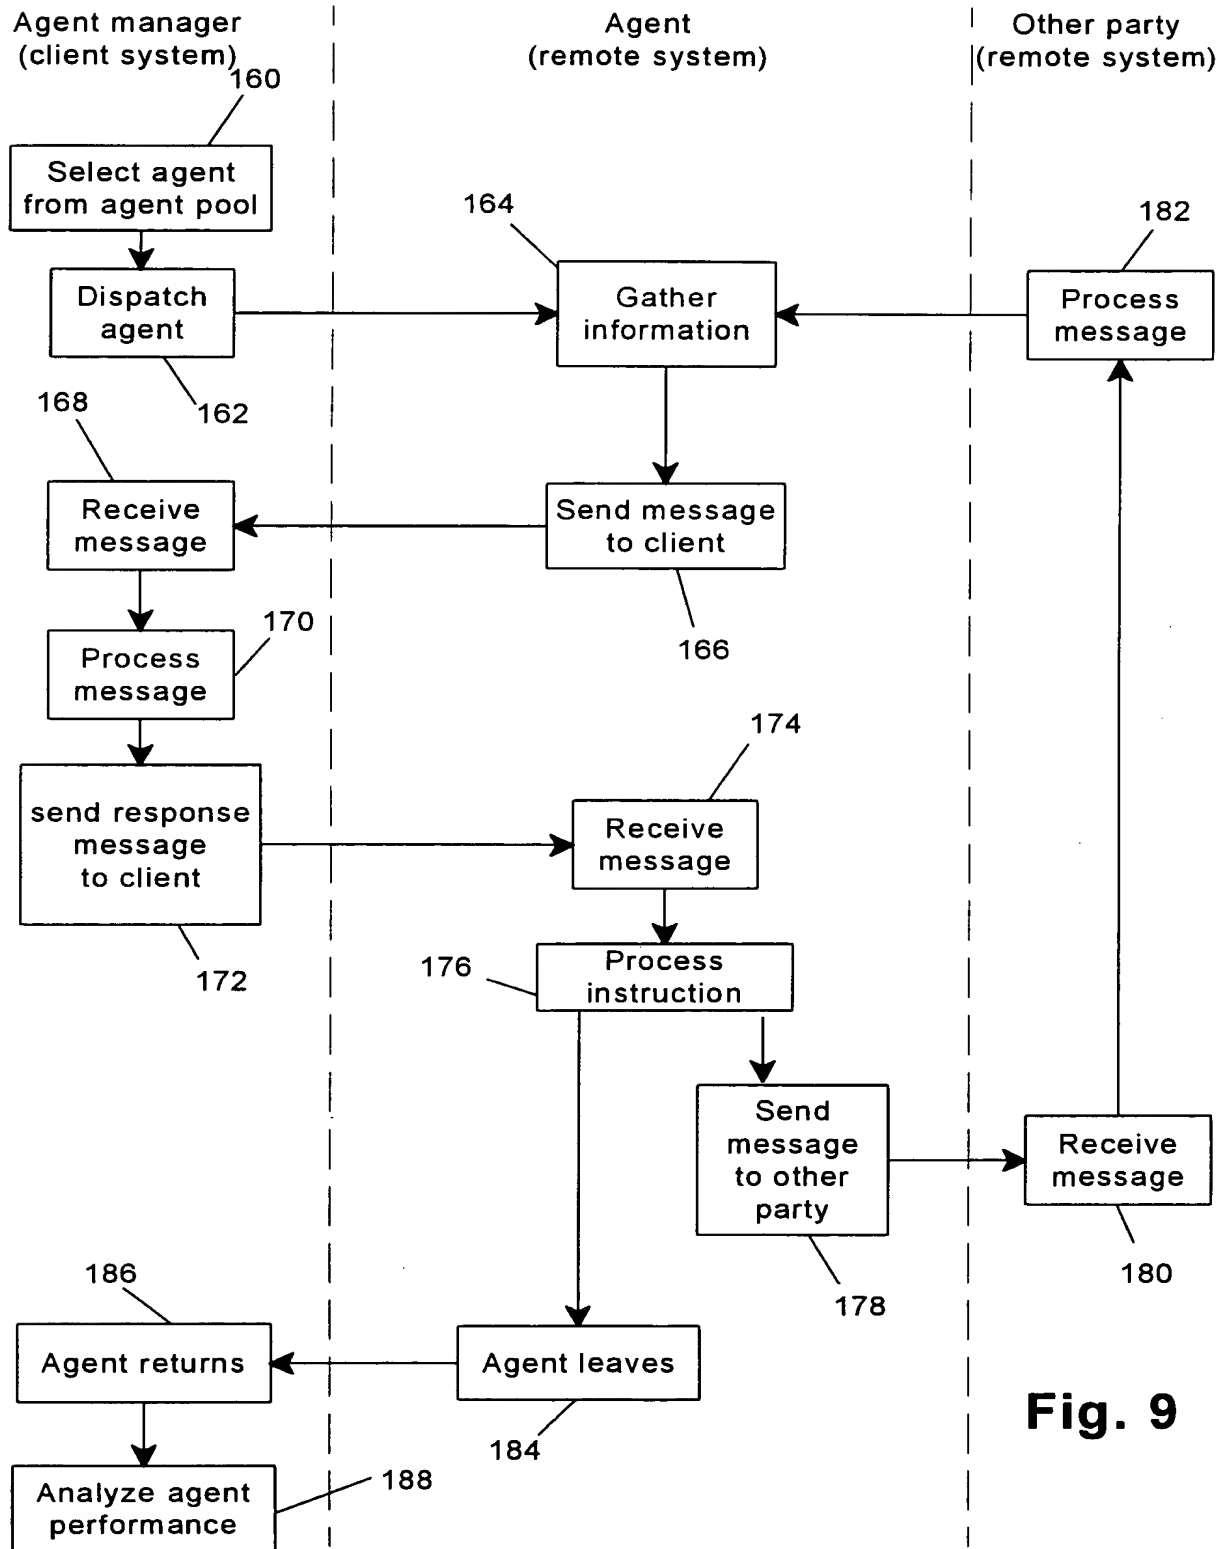 Agent manager
(client system)
Agent
(remote system)
Other party
(remote system)
160
Select agent
from agent pool
164
182
Dispatch
agent
Gather
information
Process
message
162
168
Receive
message
Send message
to client
166
170
Process
message
174
send response
message
to client
Receive
message
172
176
Process
instruction
Send
message
to other
party
Receive
message
178
180
186
Agent returns
Agent leaves
184
Fig. 9
188
Analyze agent
performance